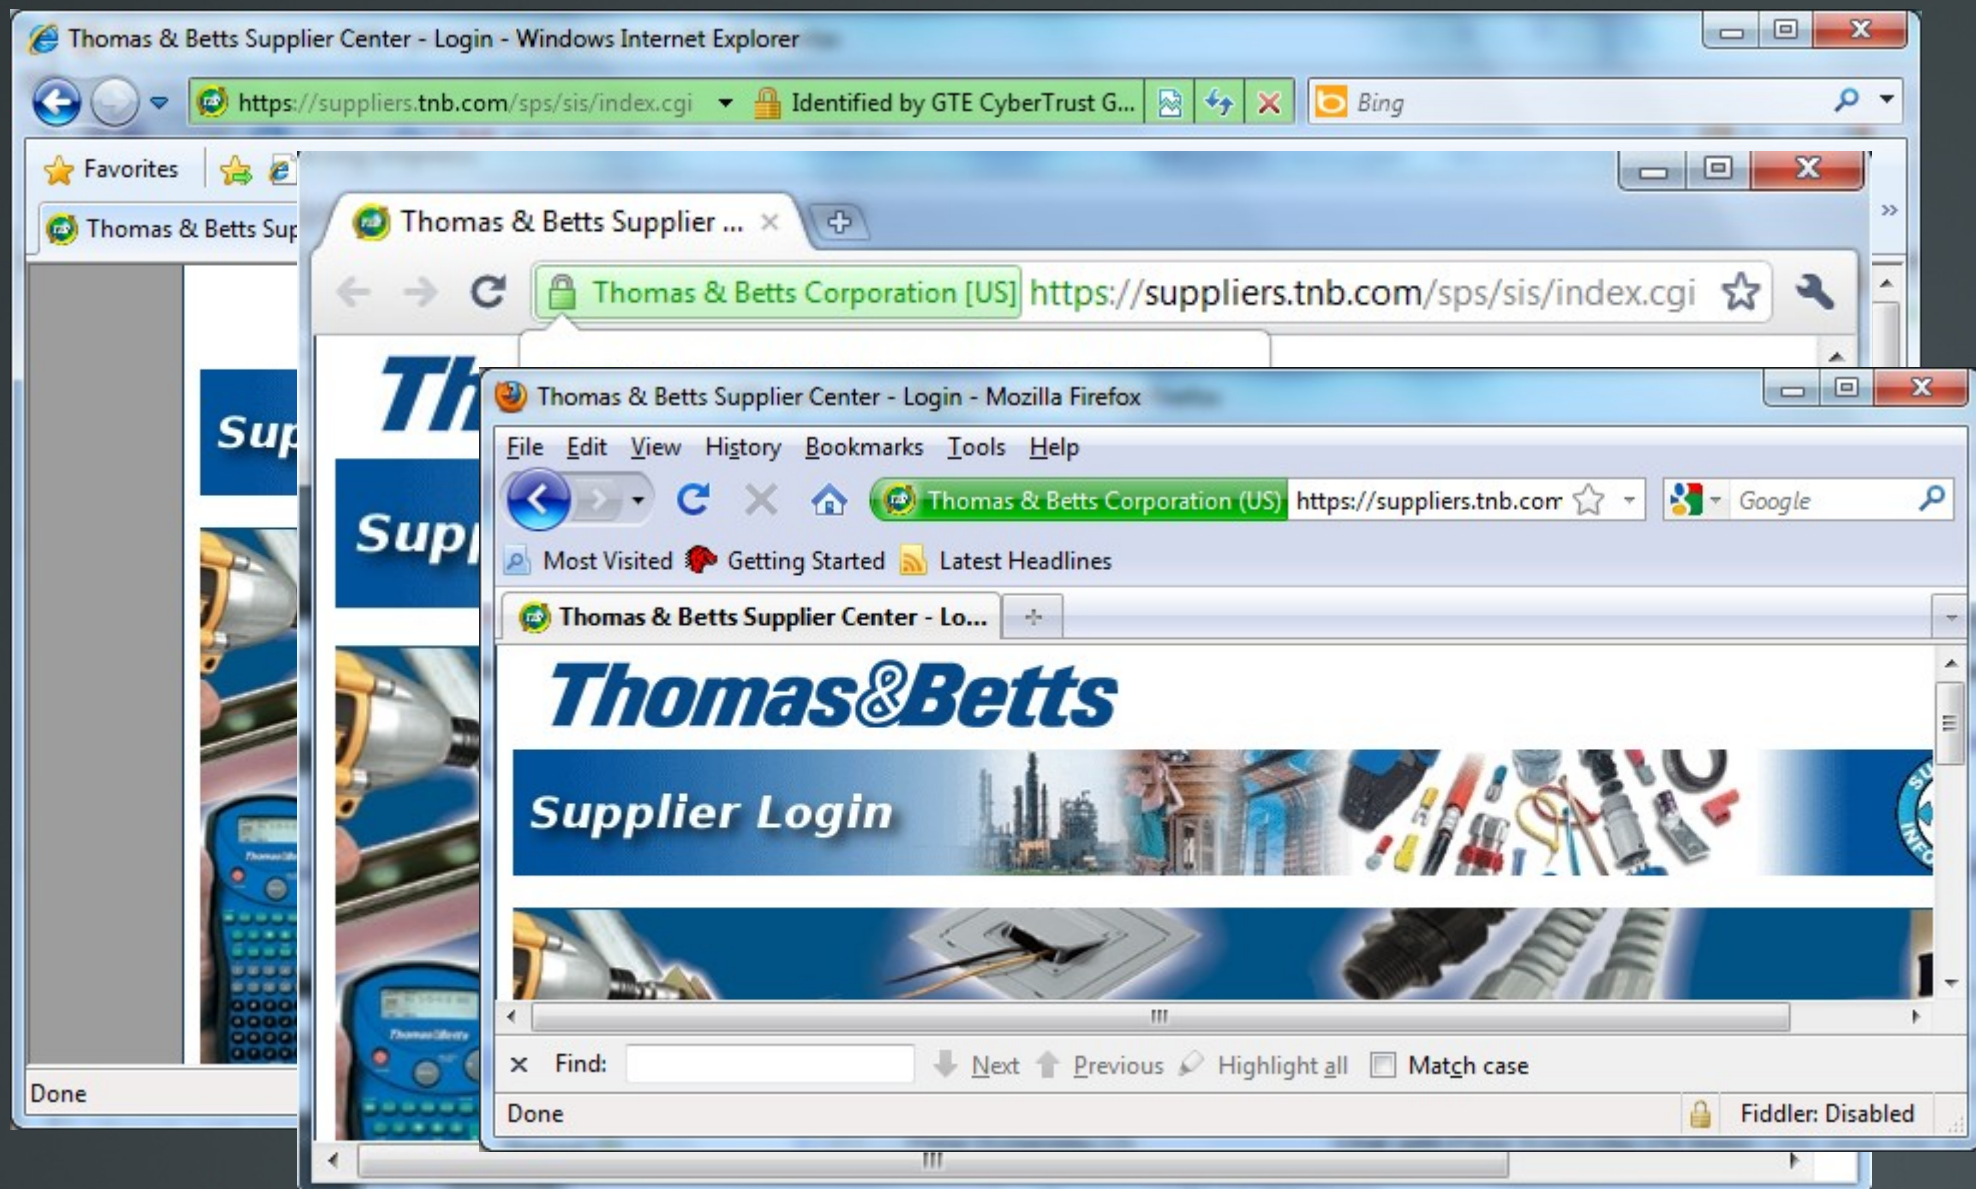 Thomas & Betts Supplier Center - Login - Windows Internet Explorer
https://suppliers.tnb.com/sps/sis/index.cgi Identified by GTE CyberTrust G... Bing
Favorites
Thomas & Betts Sup
Sup
Done
Thomas & Betts Supplier ...
Thomas & Betts Corporation [US] https://suppliers.tnb.com/sps/sis/index.cgi
Th
Supp
Thomas & Betts Supplier Center - Login - Mozilla Firefox
File Edit View History Bookmarks Tools Help
Thomas & Betts Corporation (US) https://suppliers.tnb.com Google
Most Visited Getting Started Latest Headlines
Thomas & Betts Supplier Center - Lo...
Thomas&Betts
Supplier Login
Find: Next Previous Highlight all Match case
Done Fiddler: Disabled